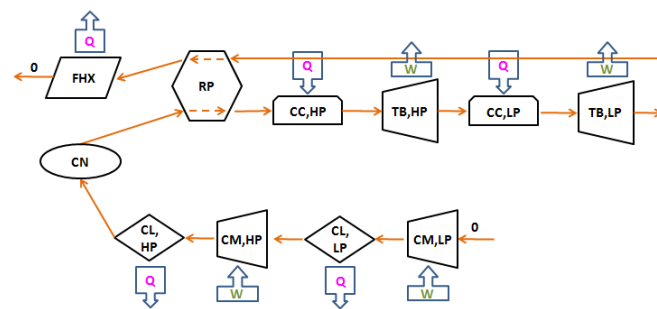 Q
0
FHX
RP
Q
W
Q
W
CC,HP
TB,HP
CC,LP
TB,LP
CN
CL,
HP
CM,HP
CL,
LP
CM,LP
0
Q
W
Q
W